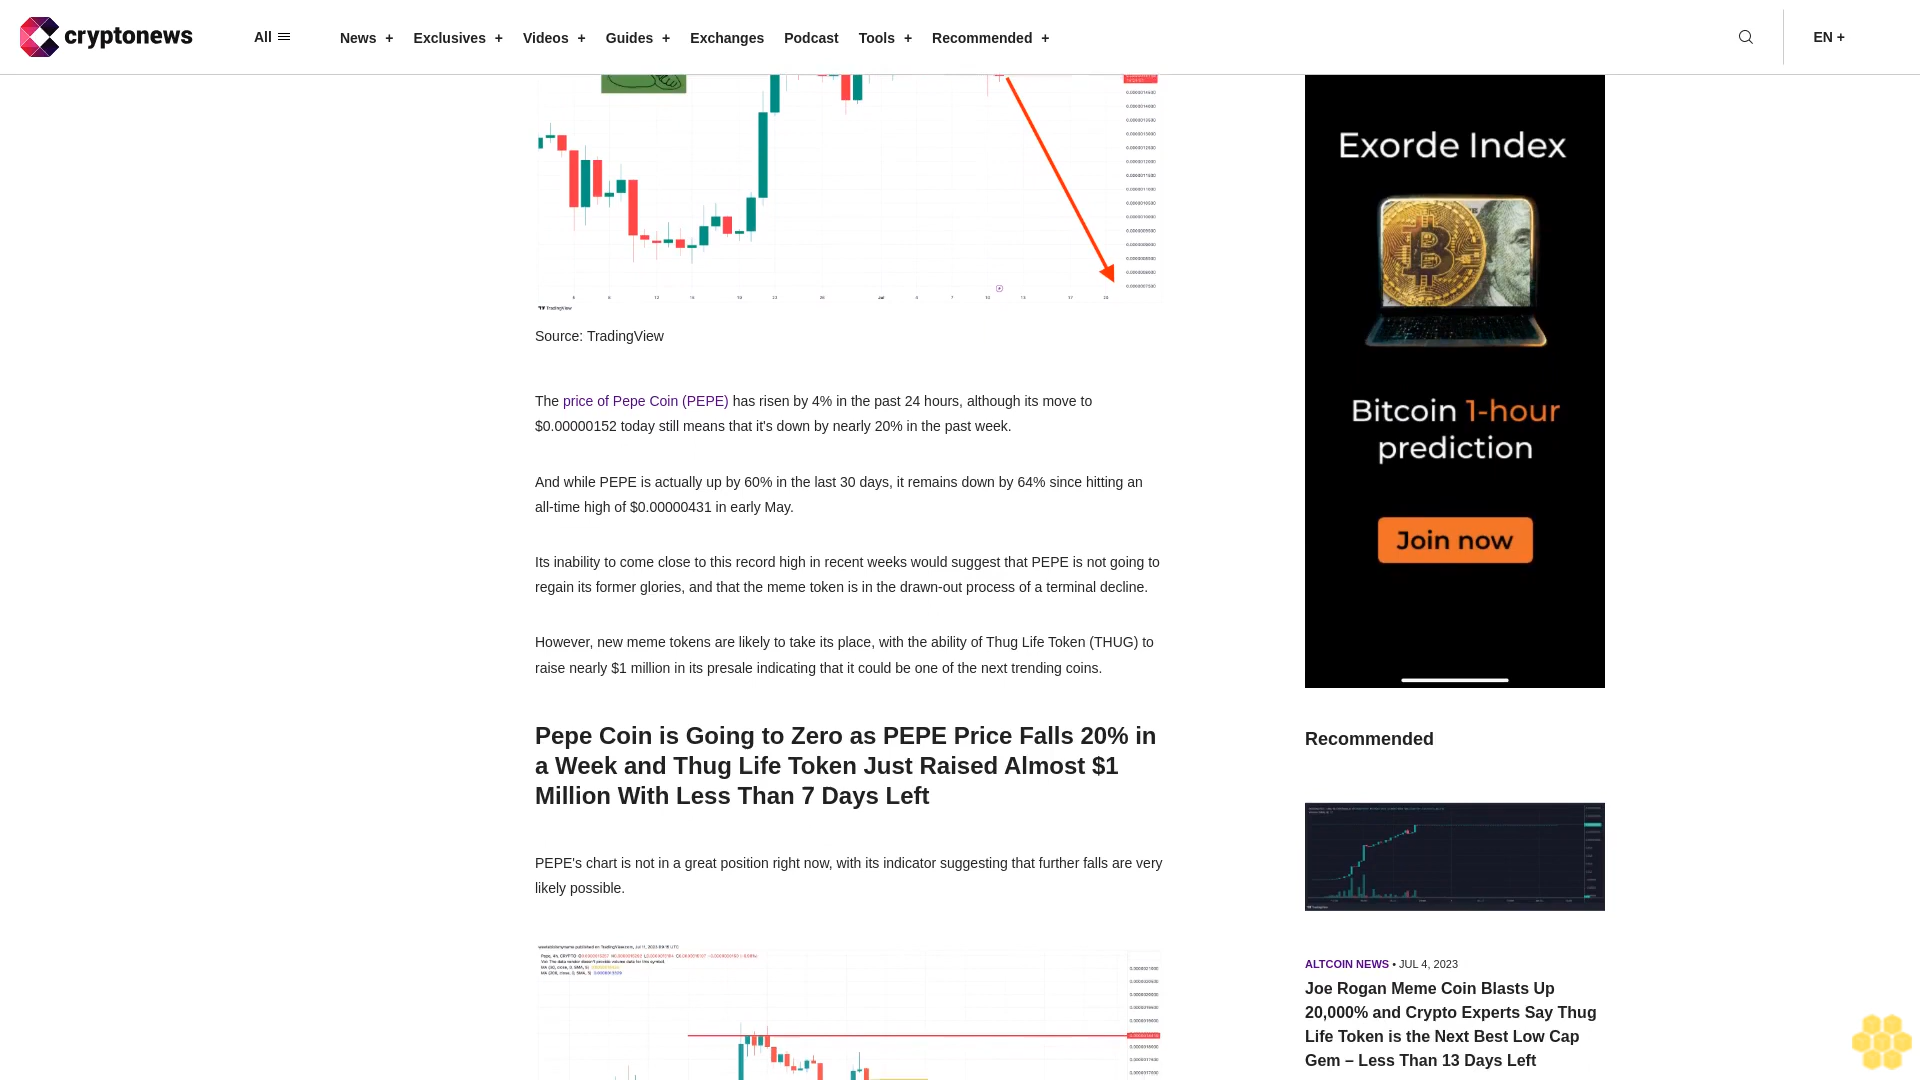 cryptonews
All
News +
Exclusives +
Videos +
Guides +
Exchanges
Podcast
Tools +
Recommended +
EN +
TradingView
Source: TradingView
The price of Pepe Coin (PEPE) has risen by 4% in the past 24 hours, although its move to
$0.00000152 today still means that it's down by nearly 20% in the past week.
And while PEPE is actually up by 60% in the last 30 days, it remains down by 64% since hitting an
all-time high of $0.00000431 in early May.
Its inability to come close to this record high in recent weeks would suggest that PEPE is not going to
regain its former glories, and that the meme token is in the drawn-out process of a terminal decline.
However, new meme tokens are likely to take its place, with the ability of Thug Life Token (THUG) to
raise nearly $1 million in its presale indicating that it could be one of the next trending coins.
Pepe Coin is Going to Zero as PEPE Price Falls 20% in
a Week and Thug Life Token Just Raised Almost $1
Million With Less Than 7 Days Left
PEPE's chart is not in a great position right now, with its indicator suggesting that further falls are very
likely possible.
Exorde Index
Bitcoin 1-hour
prediction
Join now
Recommended
ALTCOIN NEWS • JUL 4, 2023
Joe Rogan Meme Coin Blasts Up
20,000% and Crypto Experts Say Thug
Life Token is the Next Best Low Cap
Gem – Less Than 13 Days Left